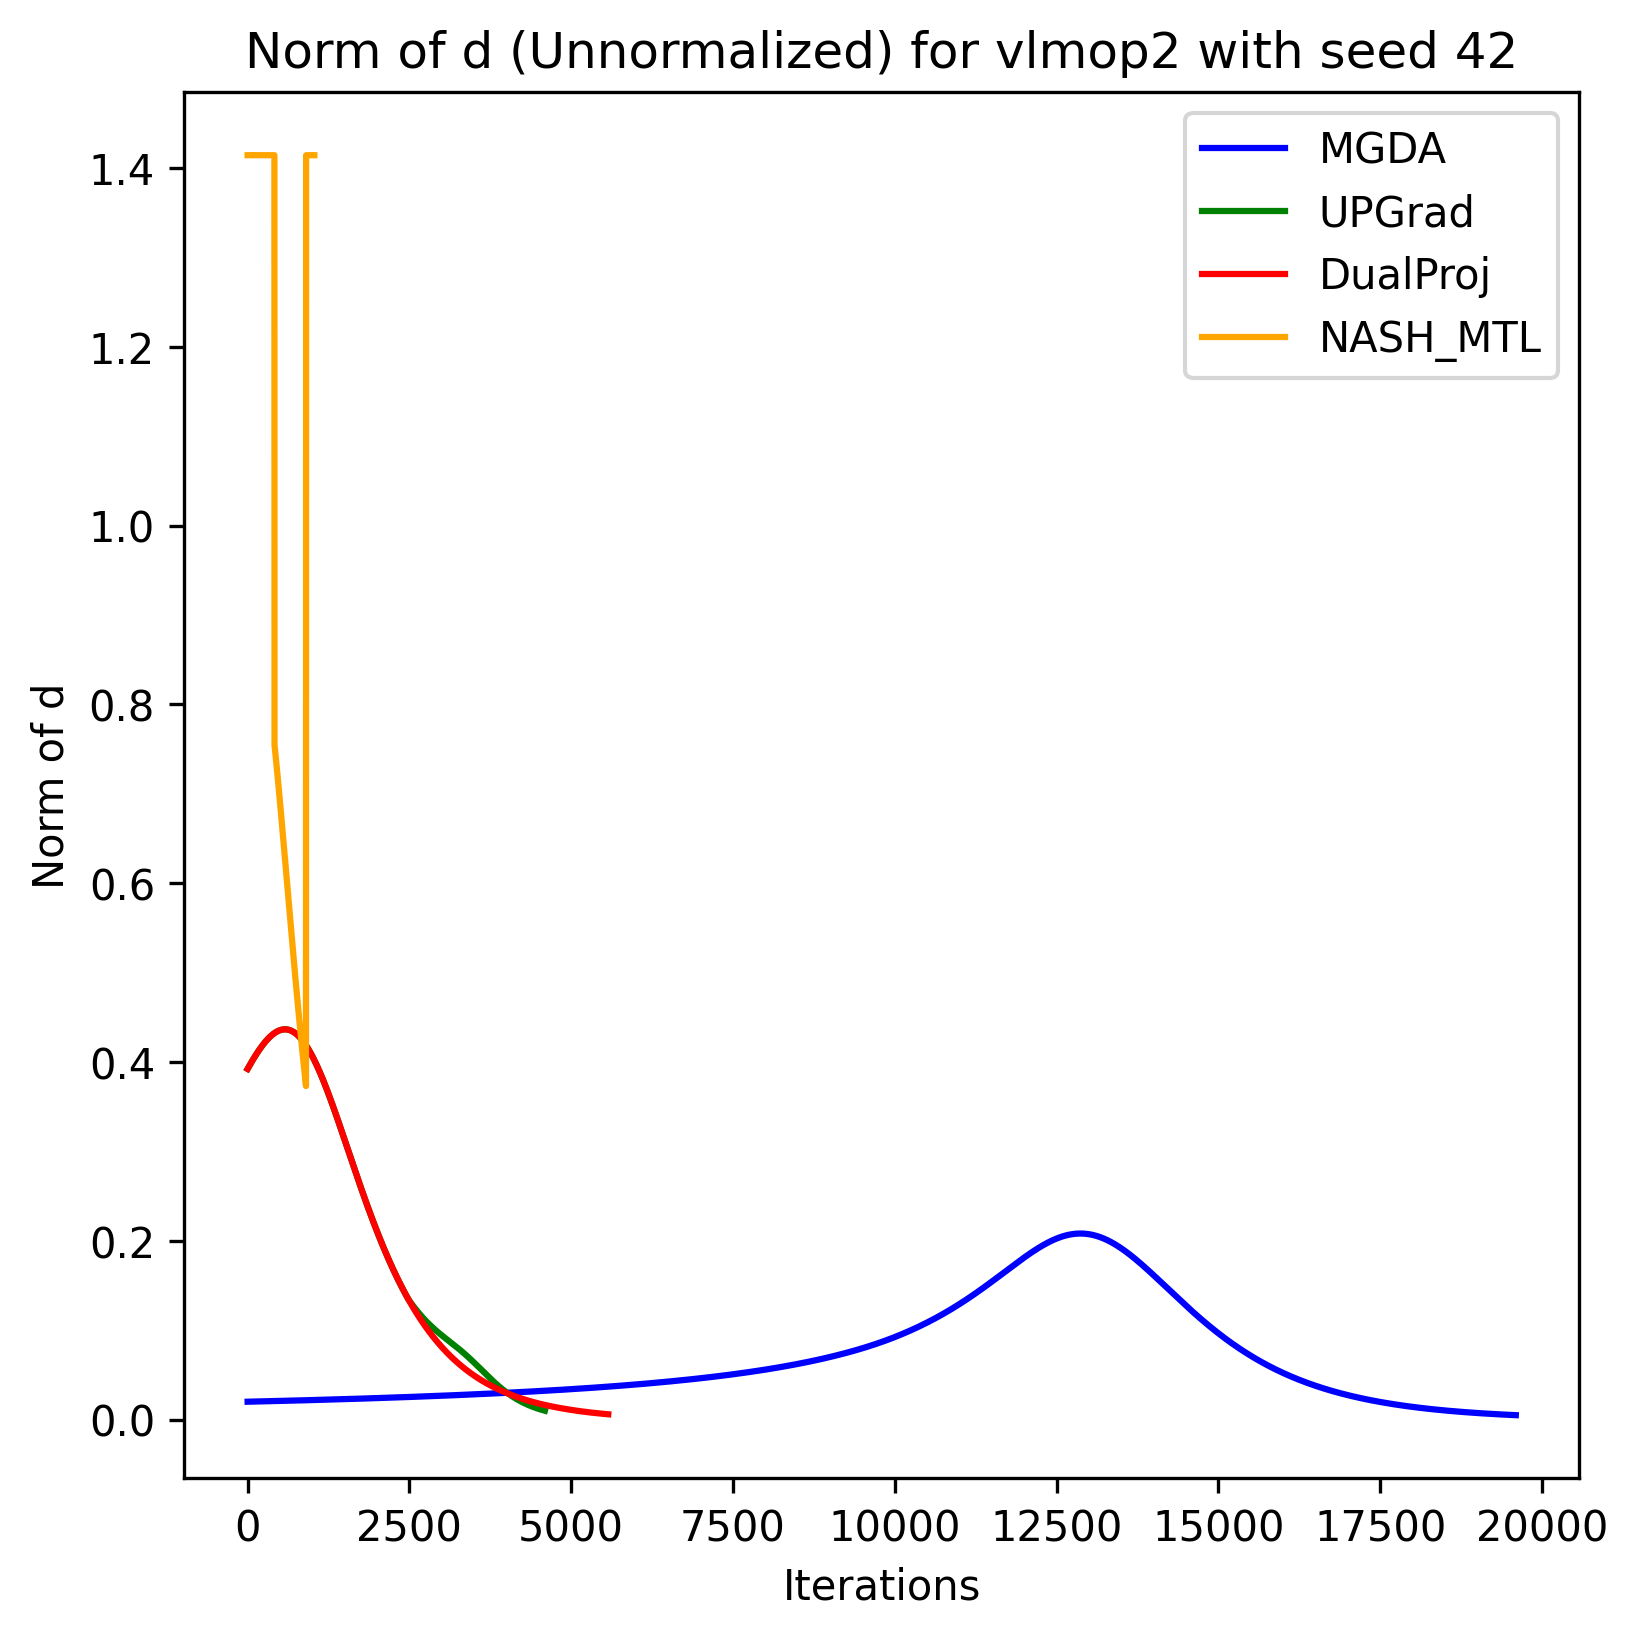 Norm of d (Unnormalized) for vlmop2 with seed 42
MGDA
UPGrad
DualProj
NASH_MTL
1.4
1.2
1.0
0.8
0.6
0.4
0.2
0.0
Norm of d
0 2500 5000 7500 10000 12500 15000 17500 20000
Iterations